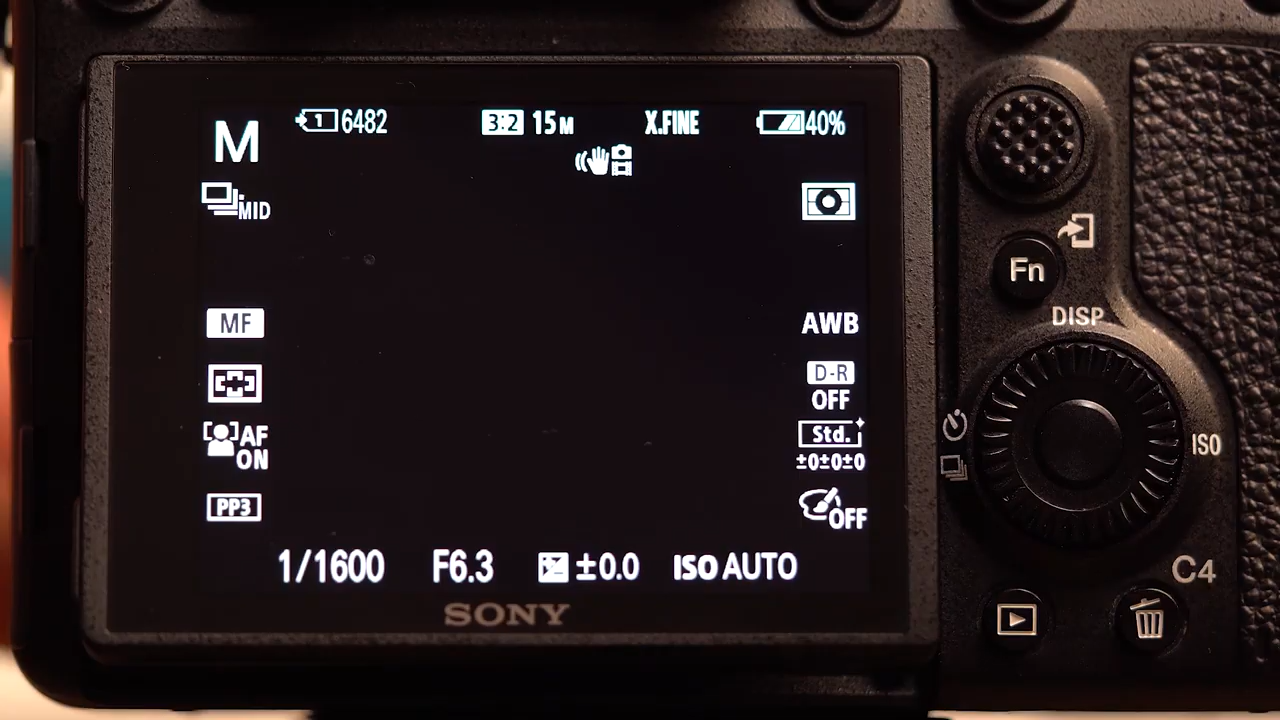 M 1 6482 3:2 15M X.FINE 40%
MID
MF AWB
D-R
OFF
AF
ON
Std.
±0±0±0
PP3
OFF
1/1600 F6.3 ±0.0 ISO AUTO
SONY
Fn
DISP
ISO
C4